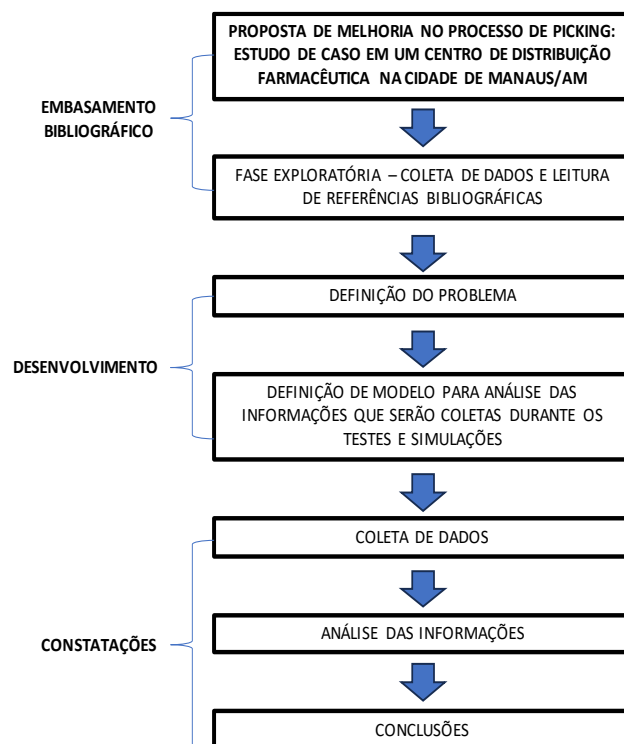 PROPOSTA DE MELHORIA NO PROCESSO DE PICKING:
ESTUDO DE CASO EM UM CENTRO DE DISTRIBUIÇÃO
FARMACÊUTICA NA CIDADE DE MANAUS/AM
EMBASAMENTO
BIBLIOGRÁFICO
FASE EXPLORATÓRIA – COLETA DE DADOS E LEITURA
DE REFERÊNCIAS BIBLIOGRÁFICAS
DEFINIÇÃO DO PROBLEMA
DESENVOLVIMENTO
DEFINIÇÃO DE MODELO PARA ANÁLISE DAS
INFORMAÇÕES QUE SERÃO COLETAS DURANTE OS
TESTES E SIMULAÇÕES
COLETA DE DADOS
CONSTATAÇÕES
ANÁLISE DAS INFORMAÇÕES
CONCLUSÕES